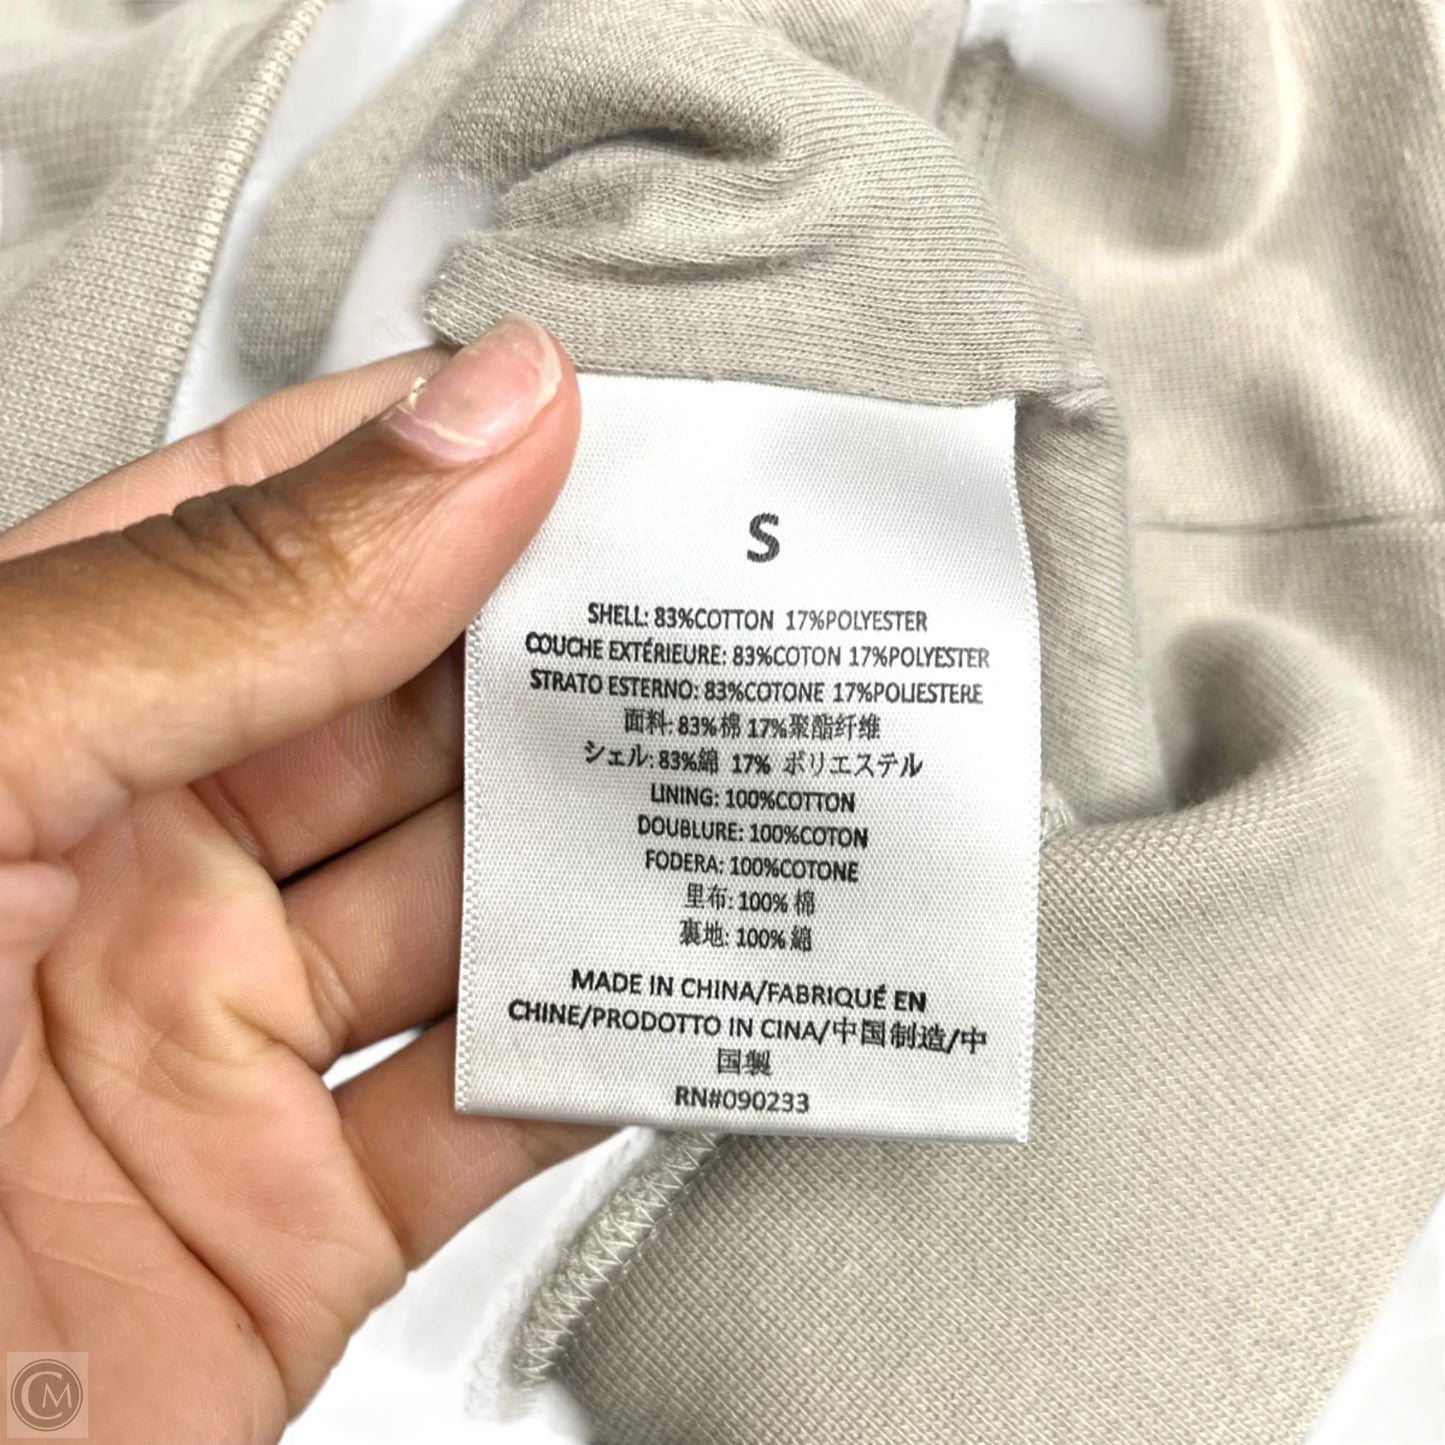 S
SHELL: 83%COTTON 17%POLYESTER
COUCHE EXTÉRIEURE: 83%COTON 17%POLYESTER
STRATO ESTERNO: 83%COTONE 17%POLIESTERE
面料: 83%棉 17%聚酯纤维
シェル: 83%綿 17% ポリエステル
LINING: 100%COTTON
DOUBLURE: 100%COTON
FODERA: 100%COTONE
里布: 100% 棉
裏地: 100% 綿
MADE IN CHINA/FABRIQUÉ EN
CHINE/PRODOTTO IN CINA/中国制造/中
国製
RN#090233
CM